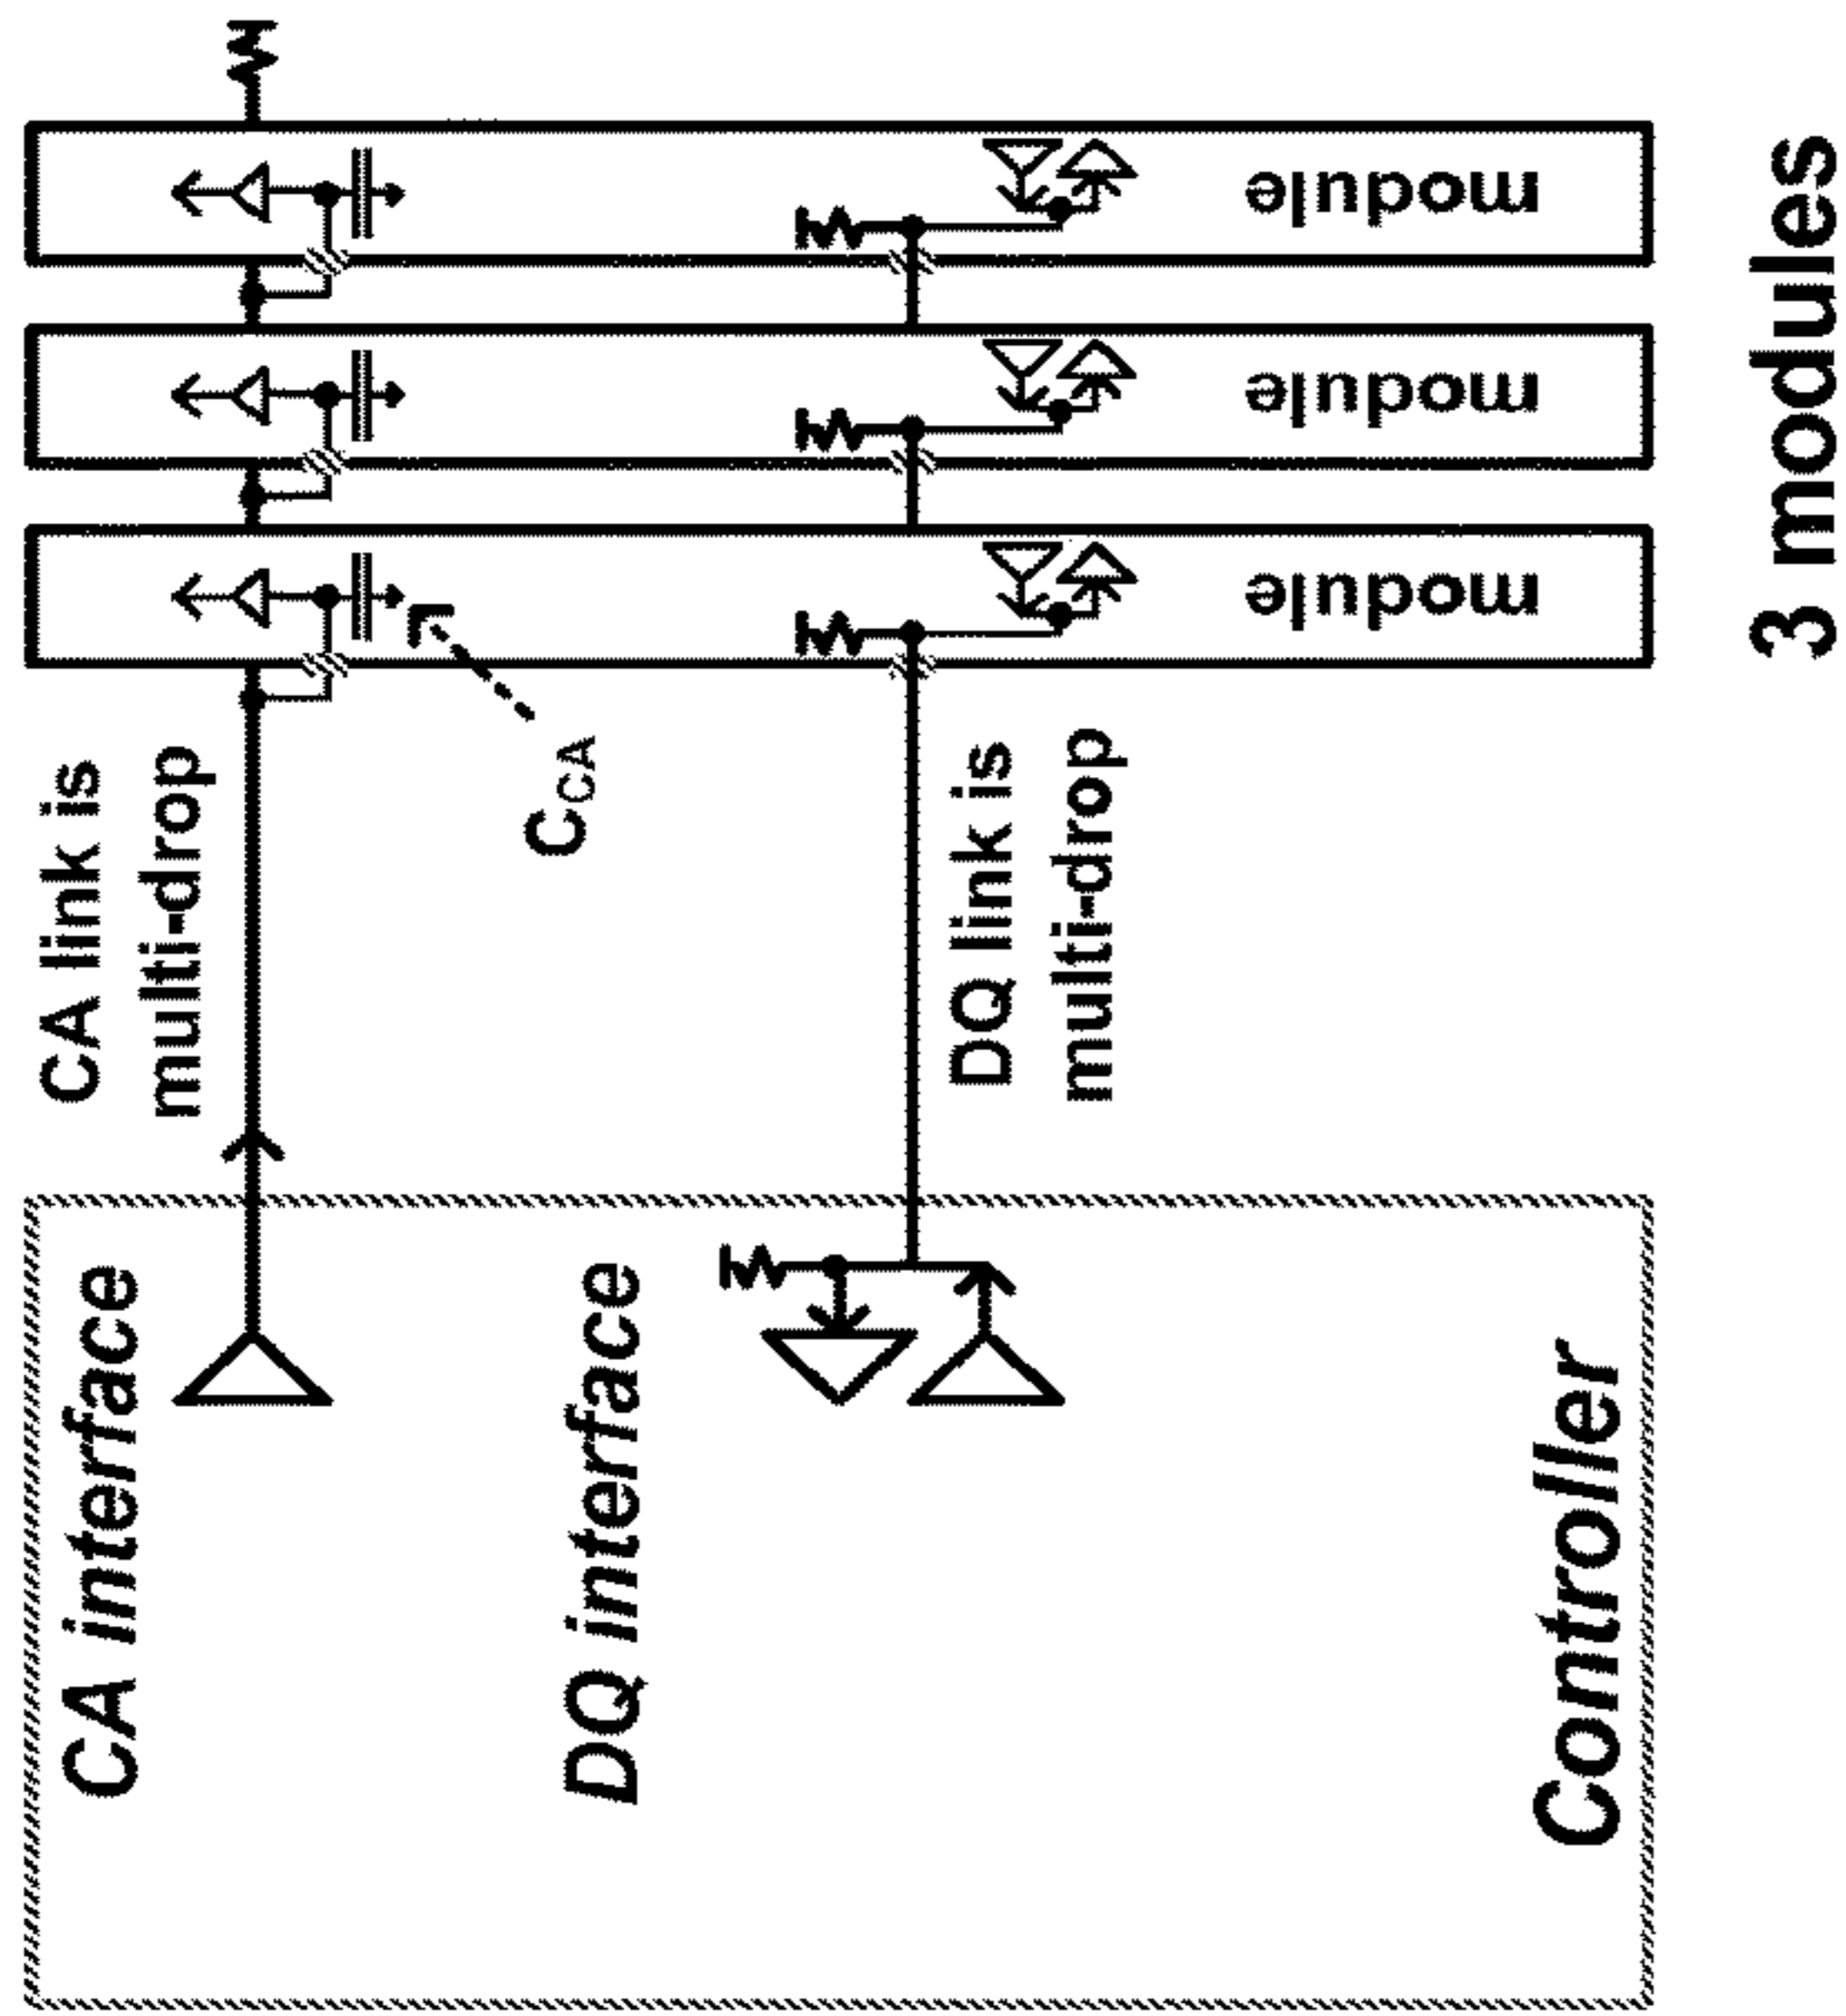 CA interface
DQ interface
Controller
CA link is
multi-drop
C_CA
DQ link is
multi-drop
module
module
module
3 modules